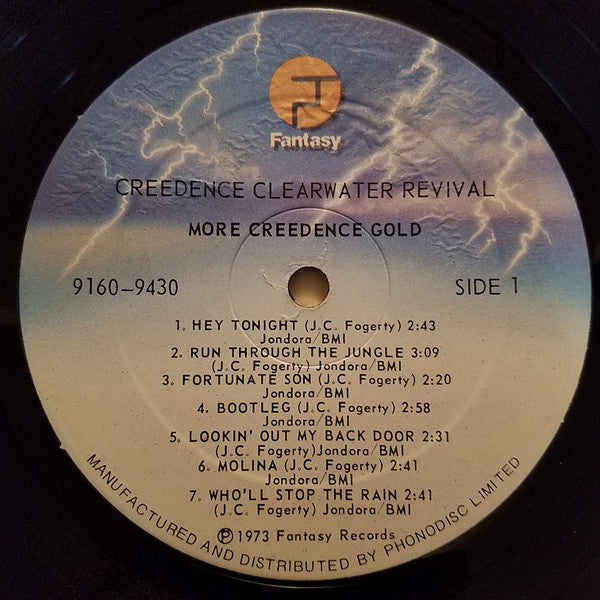 Fantasy
CREEDENCE CLEARWATER REVIVAL
MORE CREEDENCE GOLD
9160-9430
SIDE 1
1. HEY TONIGHT (J.C. Fogerty) 2:43
Jondora/BMI
2. RUN THROUGH THE JUNGLE 3:09
(J.C. Fogerty) Jondora/BMI
3. FORTUNATE SON (J.C. Fogerty) 2:20
Jondora/BMI
4. BOOTLEG (J.C. Fogerty) 2:58
Jondora/BMI
5. LOOKIN' OUT MY BACK DOOR 2:31
(J.C. Fogerty)Jondora/BMI
6. MOLINA (J.C. Fogerty) 2:41
Jondora/BMI
7. WHO'LL STOP THE RAIN 2:41
(J.C. Fogerty) Jondora/BMI
℗ 1973 Fantasy Records
MANUFACTURED AND DISTRIBUTED BY PHONODISC LIMITED